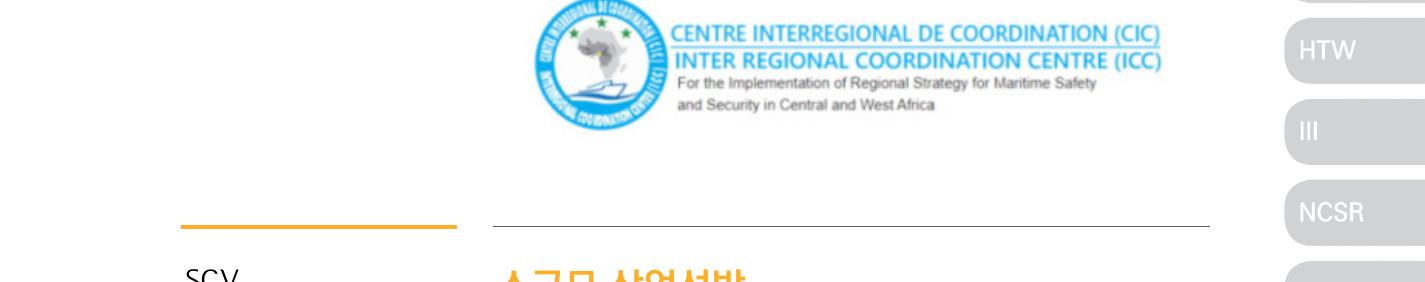 CENTRE INTERREGIONAL DE COORDINATION (CIC)
INTER REGIONAL COORDINATION CENTRE (ICC)
For the Implementation of Regional Strategy for Maritime Safety
and Security in Central and West Africa
HTW
III
NCSR
SCV